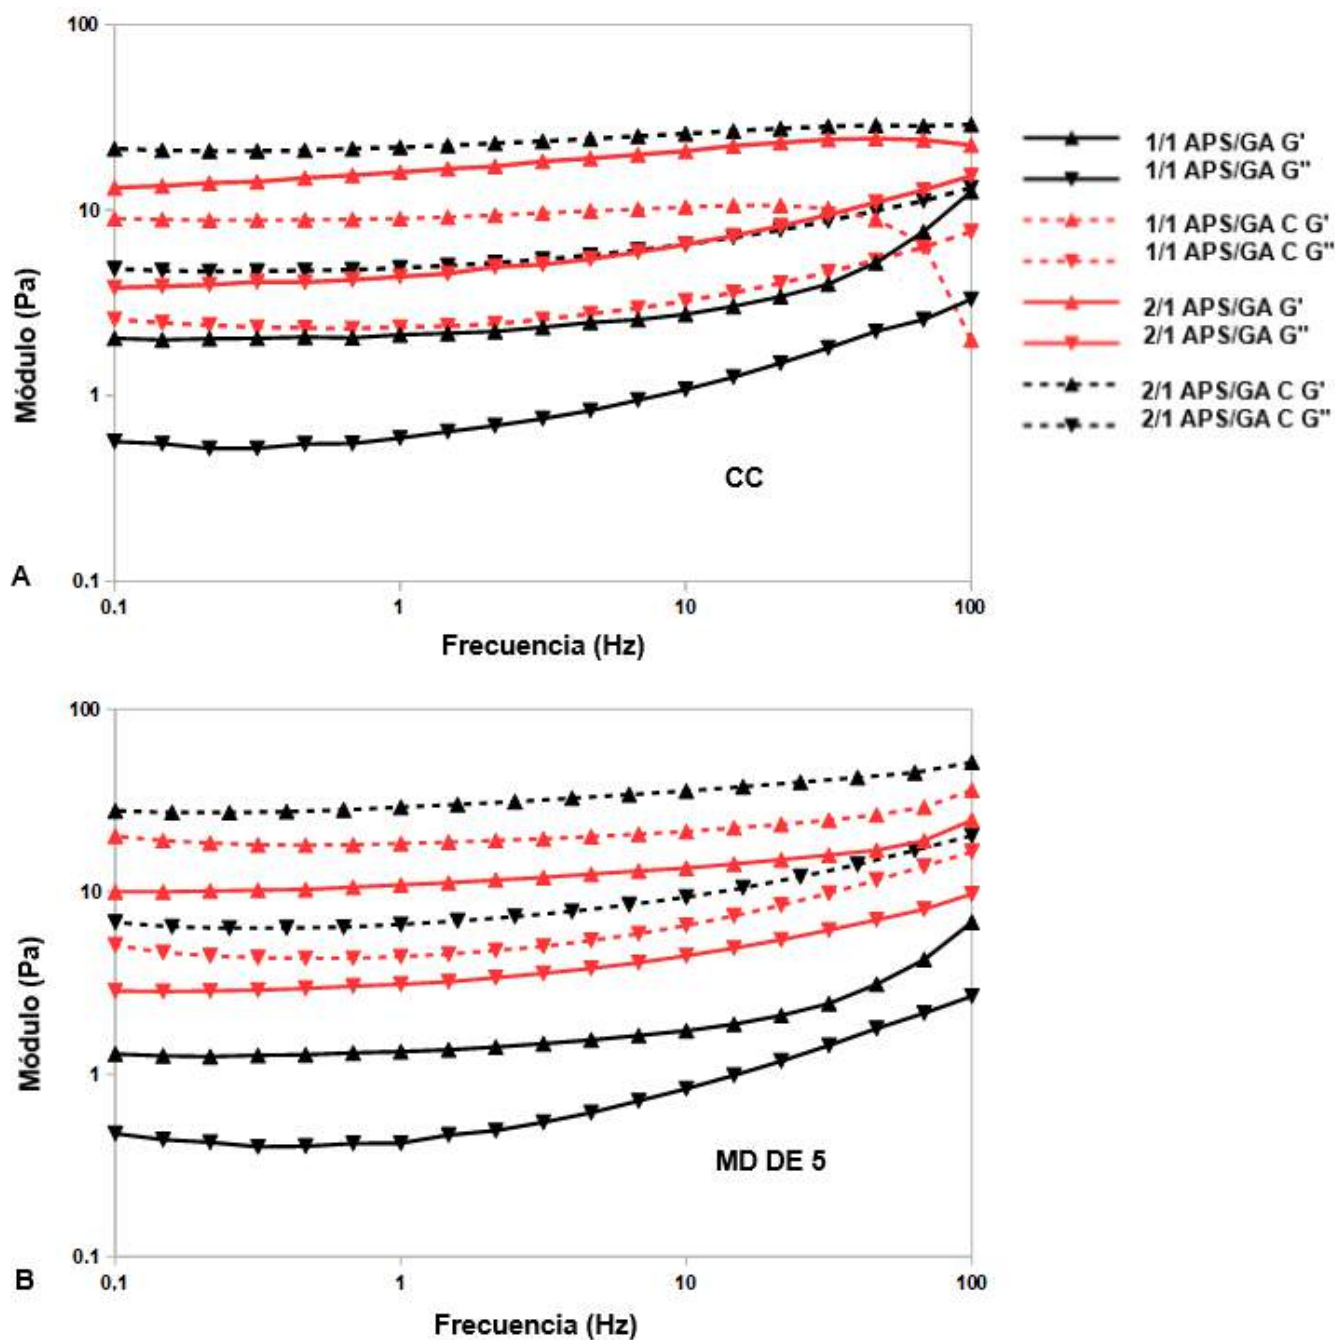 100
10
1
0.1
Módulo (Pa)
A
0.1
1
10
100
Frecuencia (Hz)
CC
1/1 APS/GA G'
1/1 APS/GA G"
1/1 APS/GA C G'
1/1 APS/GA C G"
2/1 APS/GA G'
2/1 APS/GA G"
2/1 APS/GA C G'
2/1 APS/GA C G"
100
10
1
0.1
Módulo (Pa)
B
0,1
1
10
100
Frecuencia (Hz)
MD DE 5